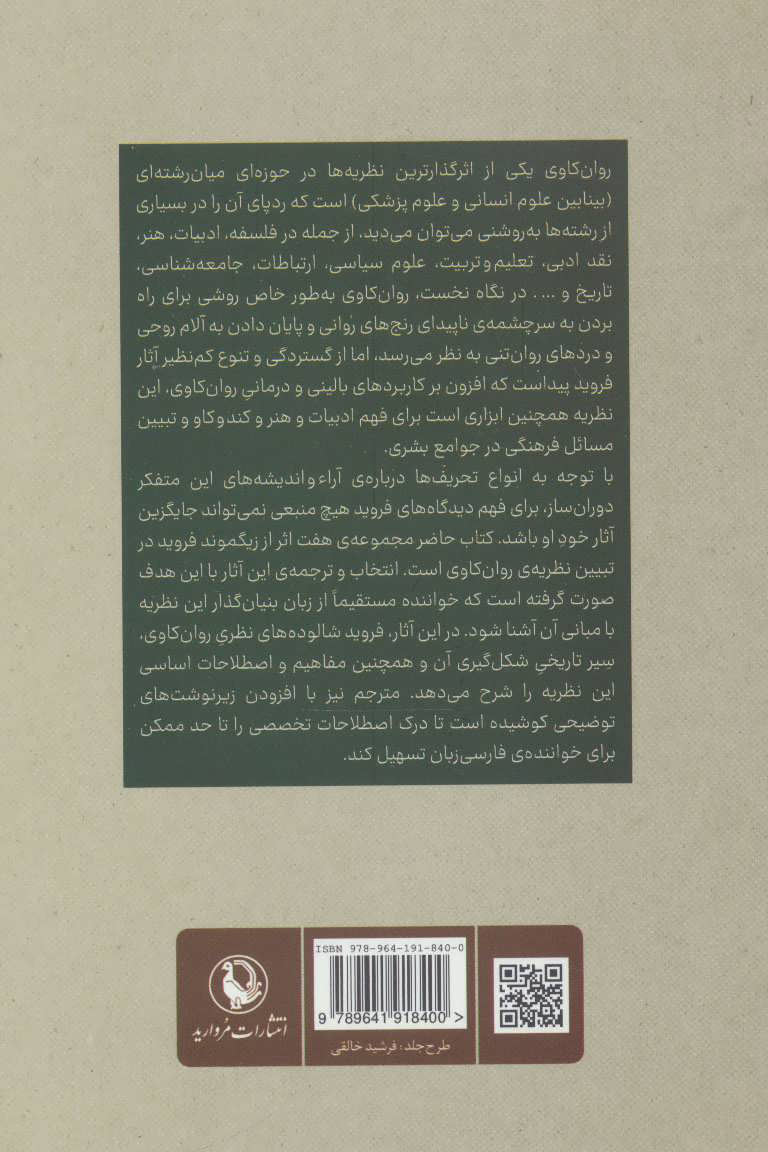 روان‌کاوی یکی از اثرگذارترین نظریه‌ها در حوزه‌ای میان‌رشته‌ای
(بینابین علوم انسانی و علوم پزشکی) است که ردپای آن را در بسیاری
از رشته‌ها به‌روشنی می‌توان می‌دید، از جمله در فلسفه، ادبیات، هنر،
نقد ادبی، تعلیم‌وتربیت، علوم سیاسی، ارتباطات، جامعه‌شناسی،
تاریخ و .... در نگاه نخست، روان‌کاوی به‌طور خاص روشی برای راه
بردن به سرچشمه‌ی ناپیدای رنج‌های روانی و پایان دادن به آلام روحی
و دردهای روان‌تنی به نظر می‌رسد، اما از گستردگی و تنوع کم‌نظیر آثار
فروید پیداست که افزون بر کاربردهای بالینی و درمانیِ روان‌کاوی، این
نظریه همچنین ابزاری است برای فهم ادبیات و هنر و کندوکاو و تبیین
مسائل فرهنگی در جوامع بشری.
با توجه به انواع تحریف‌ها درباره‌ی آراءواندیشه‌های این متفکر
دوران‌ساز، برای فهم دیدگاه‌های فروید هیچ منبعی نمی‌تواند جایگزین
آثار خودِ او باشد. کتاب حاضر مجموعه‌ی هفت اثر از زیگموند فروید در
تبیین نظریه‌ی روان‌کاوی است. انتخاب و ترجمه‌ی این آثار با این هدف
صورت گرفته است که خواننده مستقیماً از زبان بنیان‌گذار این نظریه
با مبانی آن آشنا شود. در این آثار، فروید شالوده‌های نظریِ روان‌کاوی،
سِیر تاریخیِ شکل‌گیری آن و همچنین مفاهیم و اصطلاحات اساسی
این نظریه را شرح می‌دهد. مترجم نیز با افزودن زیرنوشت‌های
توضیحی کوشیده است تا درک اصطلاحات تخصصی را تا حد ممکن
برای خواننده‌ی فارسی‌زبان تسهیل کند.
ISBN 978-964-191-840-0
9 789641 918400 >
طرح جلد: فرشید خالقی
انتشارات مروارید